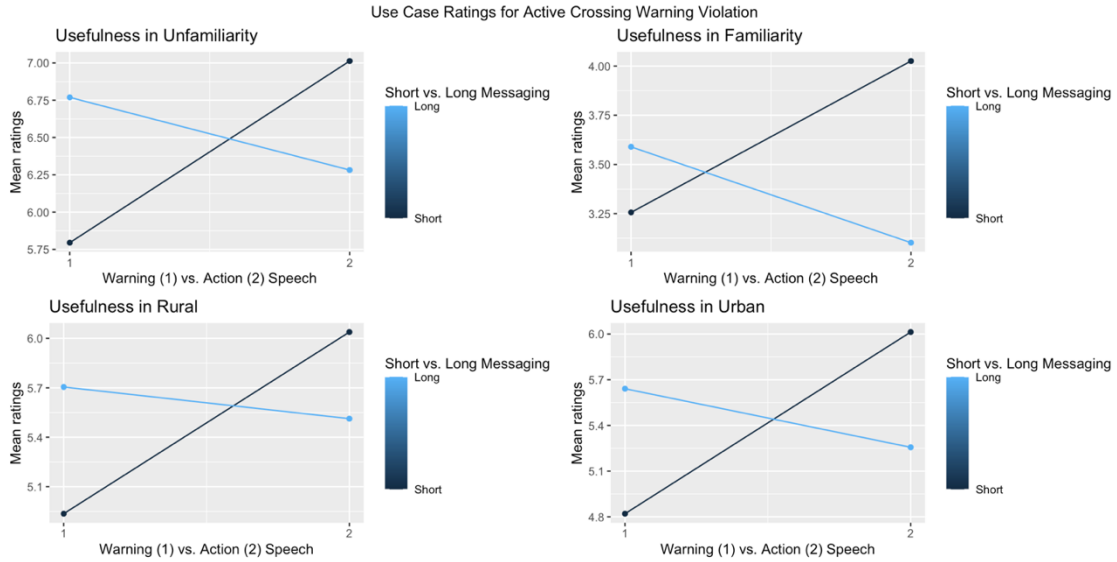 Use Case Ratings for Active Crossing Warning Violation
Usefulness in Unfamiliarity
7.00
6.75
6.50
6.25
6.00
5.75
Mean ratings
1
2
Warning (1) vs. Action (2) Speech
Short vs. Long Messaging
Long
Short
Usefulness in Familiarity
4.00
3.75
3.50
3.25
Mean ratings
1
2
Warning (1) vs. Action (2) Speech
Short vs. Long Messaging
Long
Short
Usefulness in Rural
6.0
5.7
5.4
5.1
Mean ratings
1
2
Warning (1) vs. Action (2) Speech
Short vs. Long Messaging
Long
Short
Usefulness in Urban
6.0
5.7
5.4
5.1
4.8
Mean ratings
1
2
Warning (1) vs. Action (2) Speech
Short vs. Long Messaging
Long
Short